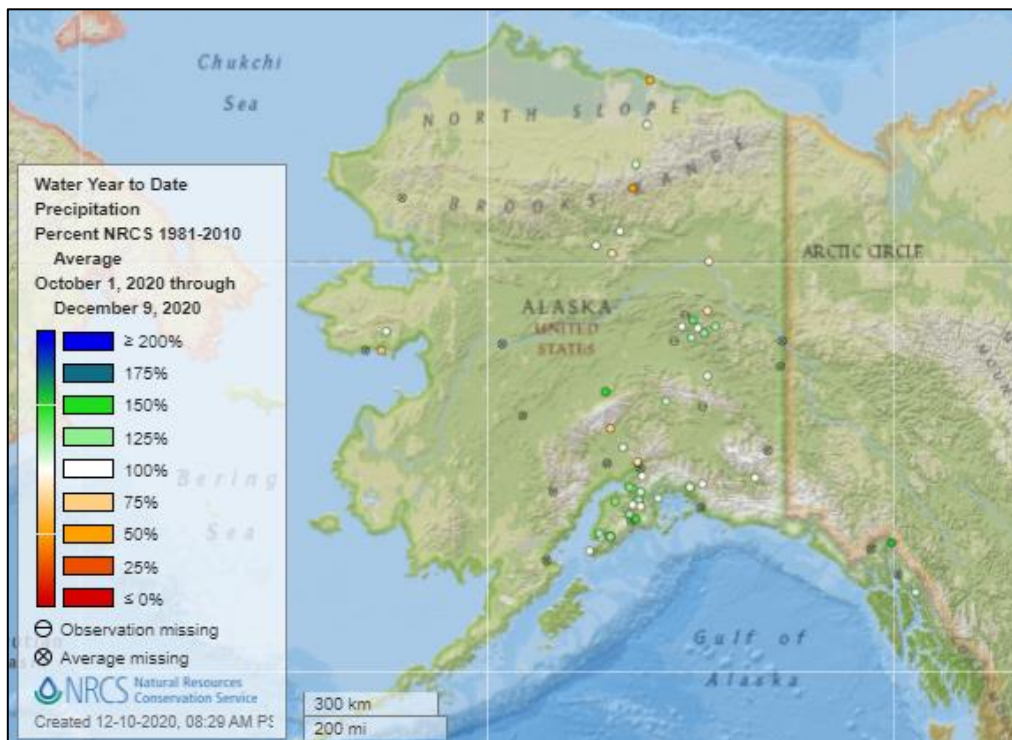 Chukchi
Sea
NORTH SLOPE
BROOKS RANGE
ARCTIC CIRCLE
ALASKA
UNITED
STATES
Bering
Sea
Gulf of
Alaska
Water Year to Date
Precipitation
Percent NRCS 1981-2010
Average
October 1, 2020 through
December 9, 2020
≥ 200%
175%
150%
125%
100%
75%
50%
25%
≤ 0%
Observation missing
Average missing
NRCS Natural Resources
Conservation Service
Created 12-10-2020, 08:29 AM PS
300 km
200 mi